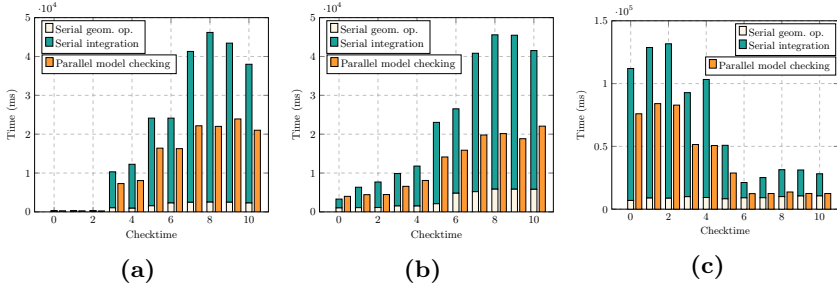 ·10⁴
5
4
3
2
1
0
Time (ms)
0 2 4 6 8 10
Checktime
Serial geom. op.
Serial integration
Parallel model checking
(a)
·10⁴
5
4
3
2
1
0
Time (ms)
0 2 4 6 8 10
Checktime
Serial geom. op.
Serial integration
Parallel model checking
(b)
·10⁵
1.5
1
0.5
0
Time (ms)
0 2 4 6 8 10
Checktime
Serial geom. op.
Serial integration
Parallel model checking
(c)